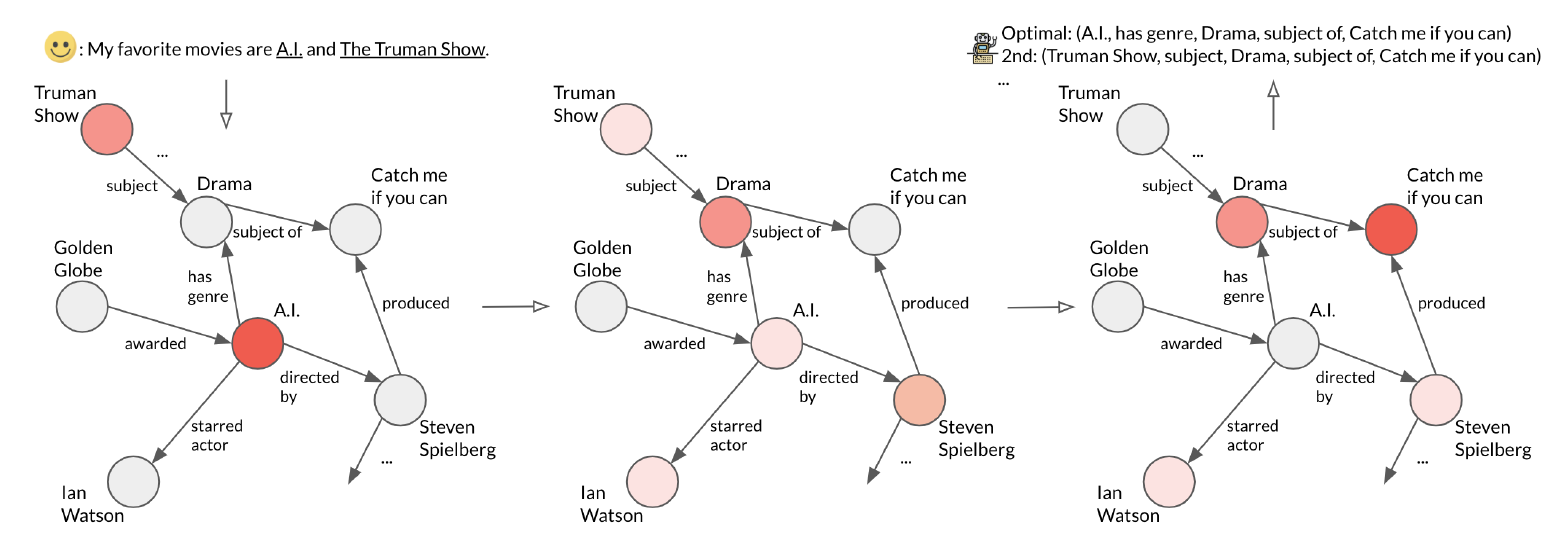 : My favorite movies are A.I. and The Truman Show.
Optimal: (A.I., has genre, Drama, subject of, Catch me if you can)
2nd: (Truman Show, subject, Drama, subject of, Catch me if you can)
...
Truman
Show
...
subject
Drama
Catch me
if you can
subject of
Golden
Globe
has
genre
A.I.
produced
awarded
directed
by
starred
actor
Steven
Spielberg
...
Ian
Watson
Truman
Show
...
subject
Drama
Catch me
if you can
subject of
Golden
Globe
has
genre
A.I.
produced
awarded
directed
by
starred
actor
Steven
Spielberg
...
Ian
Watson
Truman
Show
...
subject
Drama
Catch me
if you can
subject of
Golden
Globe
has
genre
A.I.
produced
awarded
directed
by
starred
actor
Steven
Spielberg
...
Ian
Watson